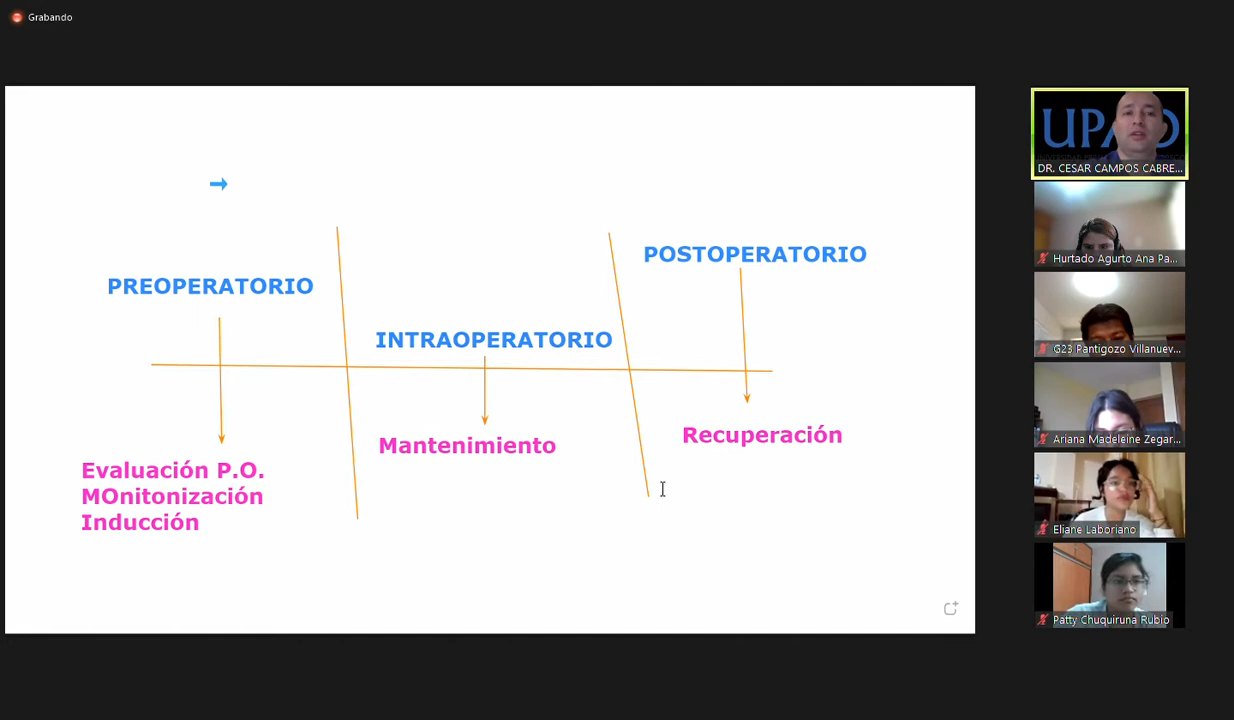 Grabando
PREOPERATORIO
INTRAOPERATORIO
POSTOPERATORIO
Evaluación P.O.
MOnitonización
Inducción
Mantenimiento
Recuperación
DR. CESAR CAMPOS CABRE...
Hurtado Agurto Ana Pa...
G23 Pantigozo Villanuev...
Ariana Madeleine Zegar...
Eliane Laboriano
Patty Chuquiruna Rubio